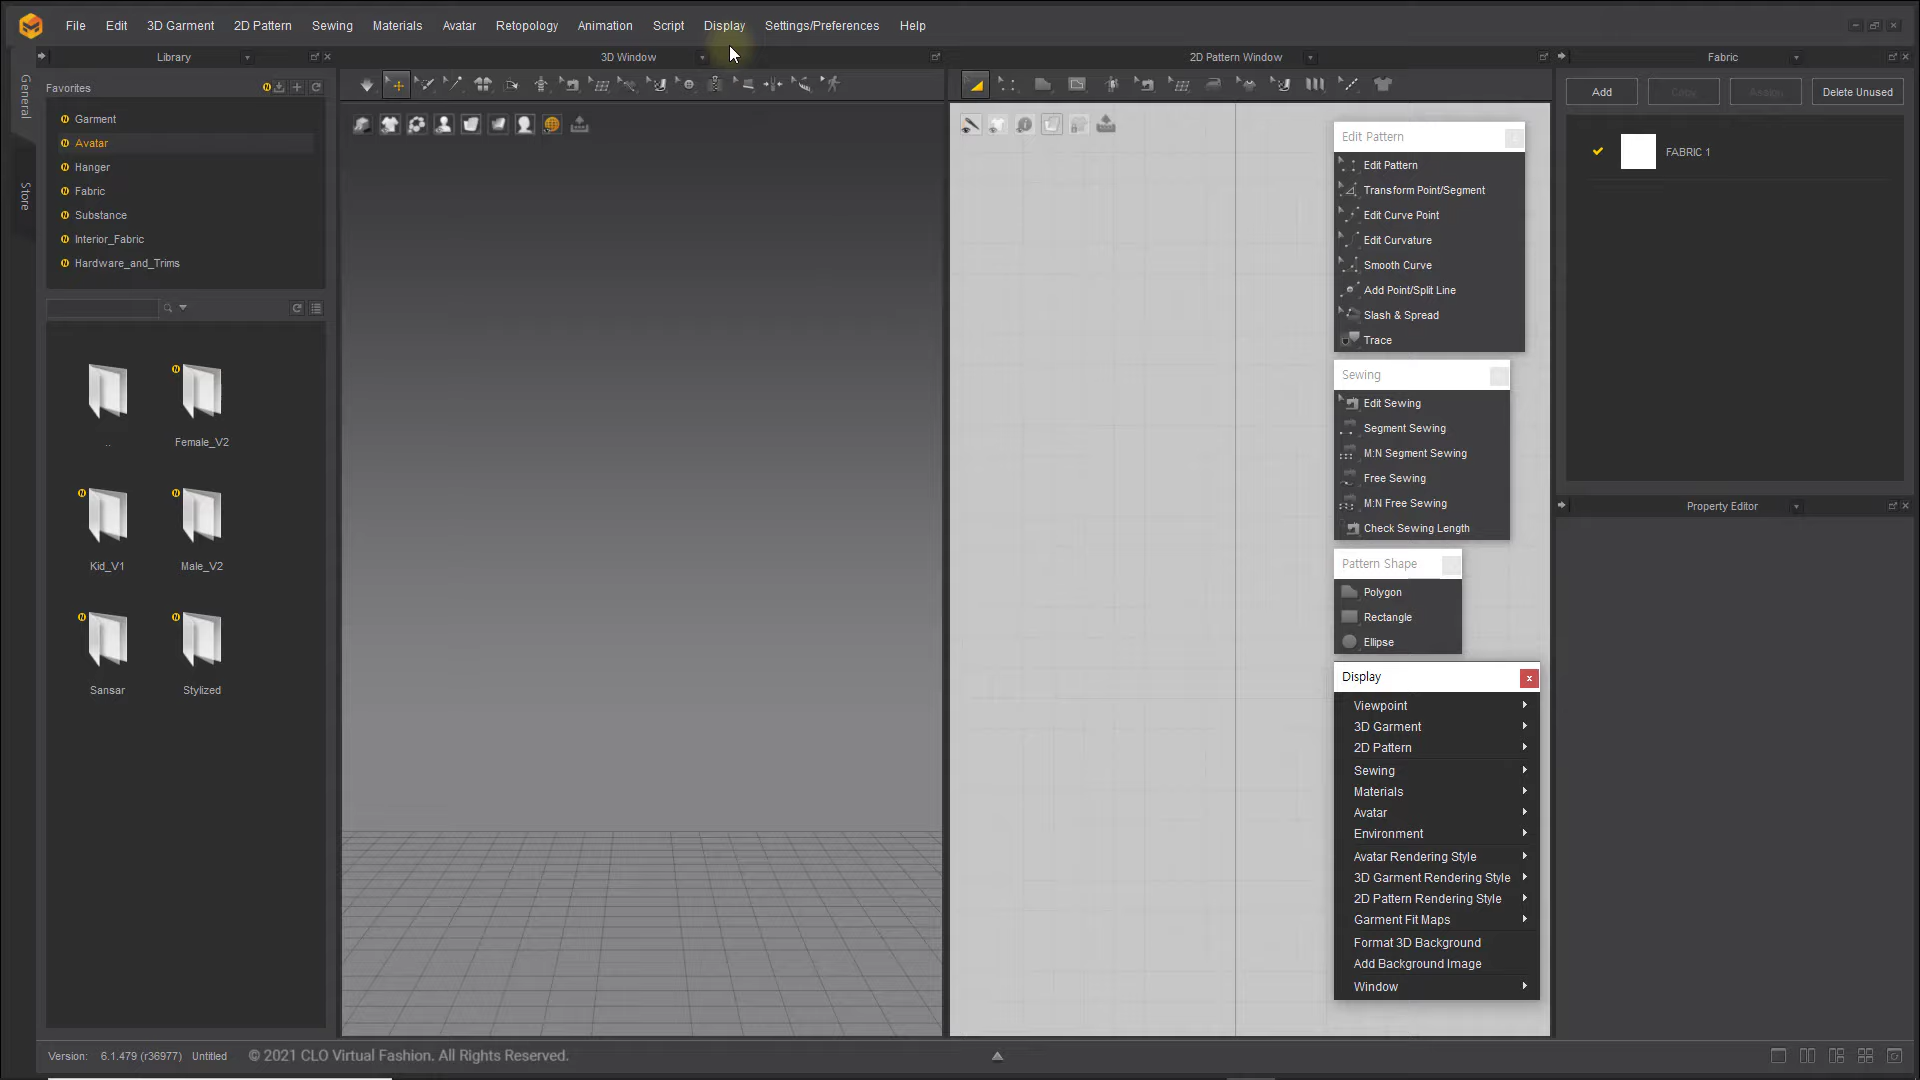 File Edit 3D Garment 2D Pattern Sewing Materials Avatar Retopology Animation Script Display Settings/Preferences Help
Library 3D Window 2D Pattern Window Fabric
General
Store
Favorites
Garment
Avatar
Hanger
Fabric
Substance
Interior_Fabric
Hardware_and_Trims
..
Female_V2
Kid_V1
Male_V2
Sansar
Stylized
Edit Pattern
Edit Pattern
Transform Point/Segment
Edit Curve Point
Edit Curvature
Smooth Curve
Add Point/Split Line
Slash & Spread
Trace
Sewing
Edit Sewing
Segment Sewing
M:N Segment Sewing
Free Sewing
M:N Free Sewing
Check Sewing Length
Pattern Shape
Polygon
Rectangle
Ellipse
Display
Viewpoint
3D Garment
2D Pattern
Sewing
Materials
Avatar
Environment
Avatar Rendering Style
3D Garment Rendering Style
2D Pattern Rendering Style
Garment Fit Maps
Format 3D Background
Add Background Image
Window
Add Copy Assign Delete Unused
FABRIC 1
Property Editor
Version: 6.1.479 (r36977) Untitled © 2021 CLO Virtual Fashion. All Rights Reserved.